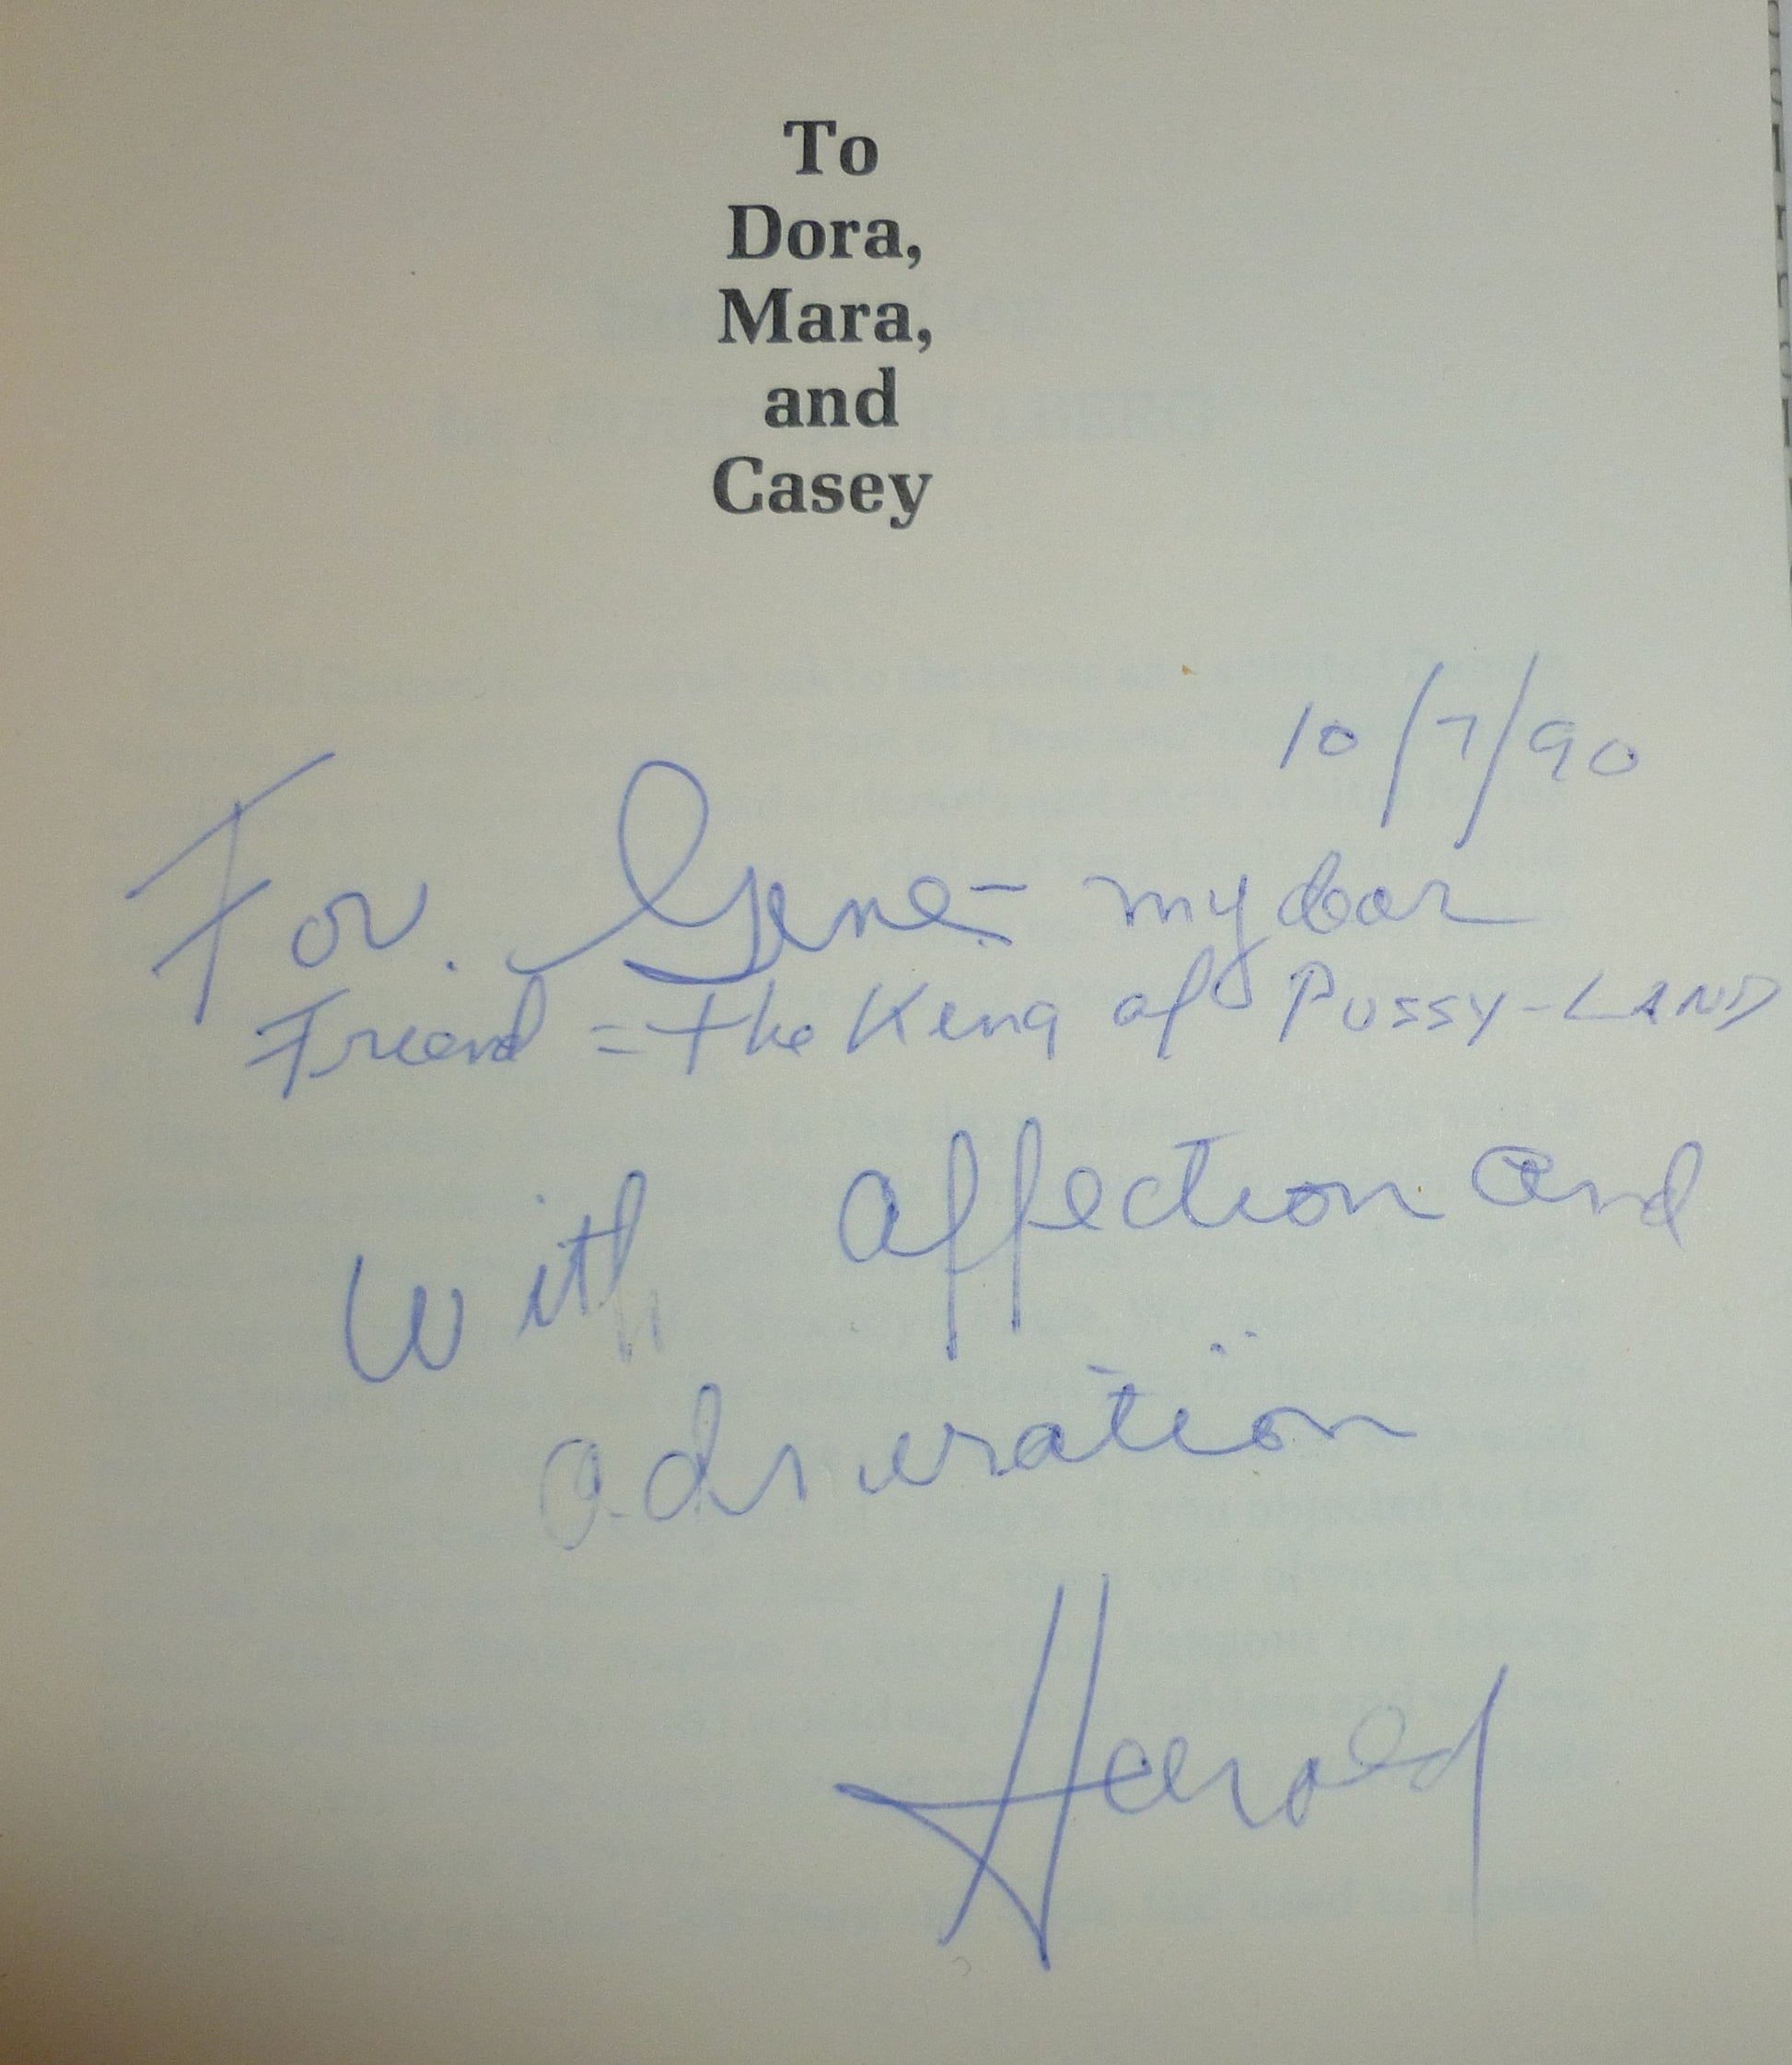 To
Dora,
Mara,
and
Casey
10/7/90
For Gene - my dear
Friend = the King of PUSSY-LAND
with affection and
admiration
Harold